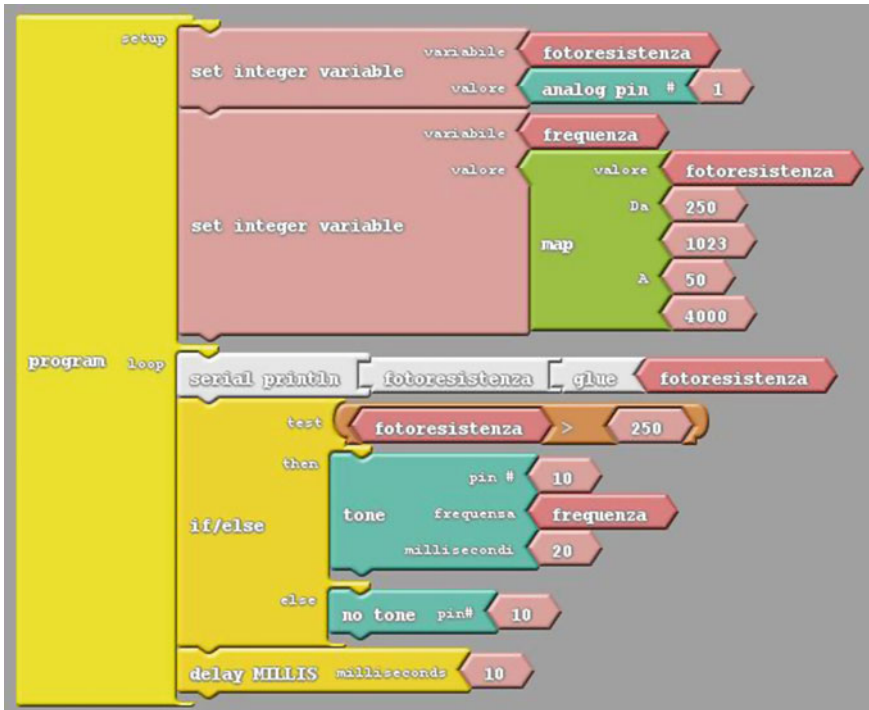 program
setup
set integer variable
variabile fotoresistenza
valore analog pin # 1
set integer variable
variabile frequenza
valore
map
valore fotoresistenza
Da 250
1023
A 50
4000
loop
serial println fotoresistenza glue fotoresistenza
if/else
test fotoresistenza > 250
then
tone
pin # 10
frequenza frequenza
millisecondi 20
else
no tone pin# 10
delay MILLIS milliseconds 10